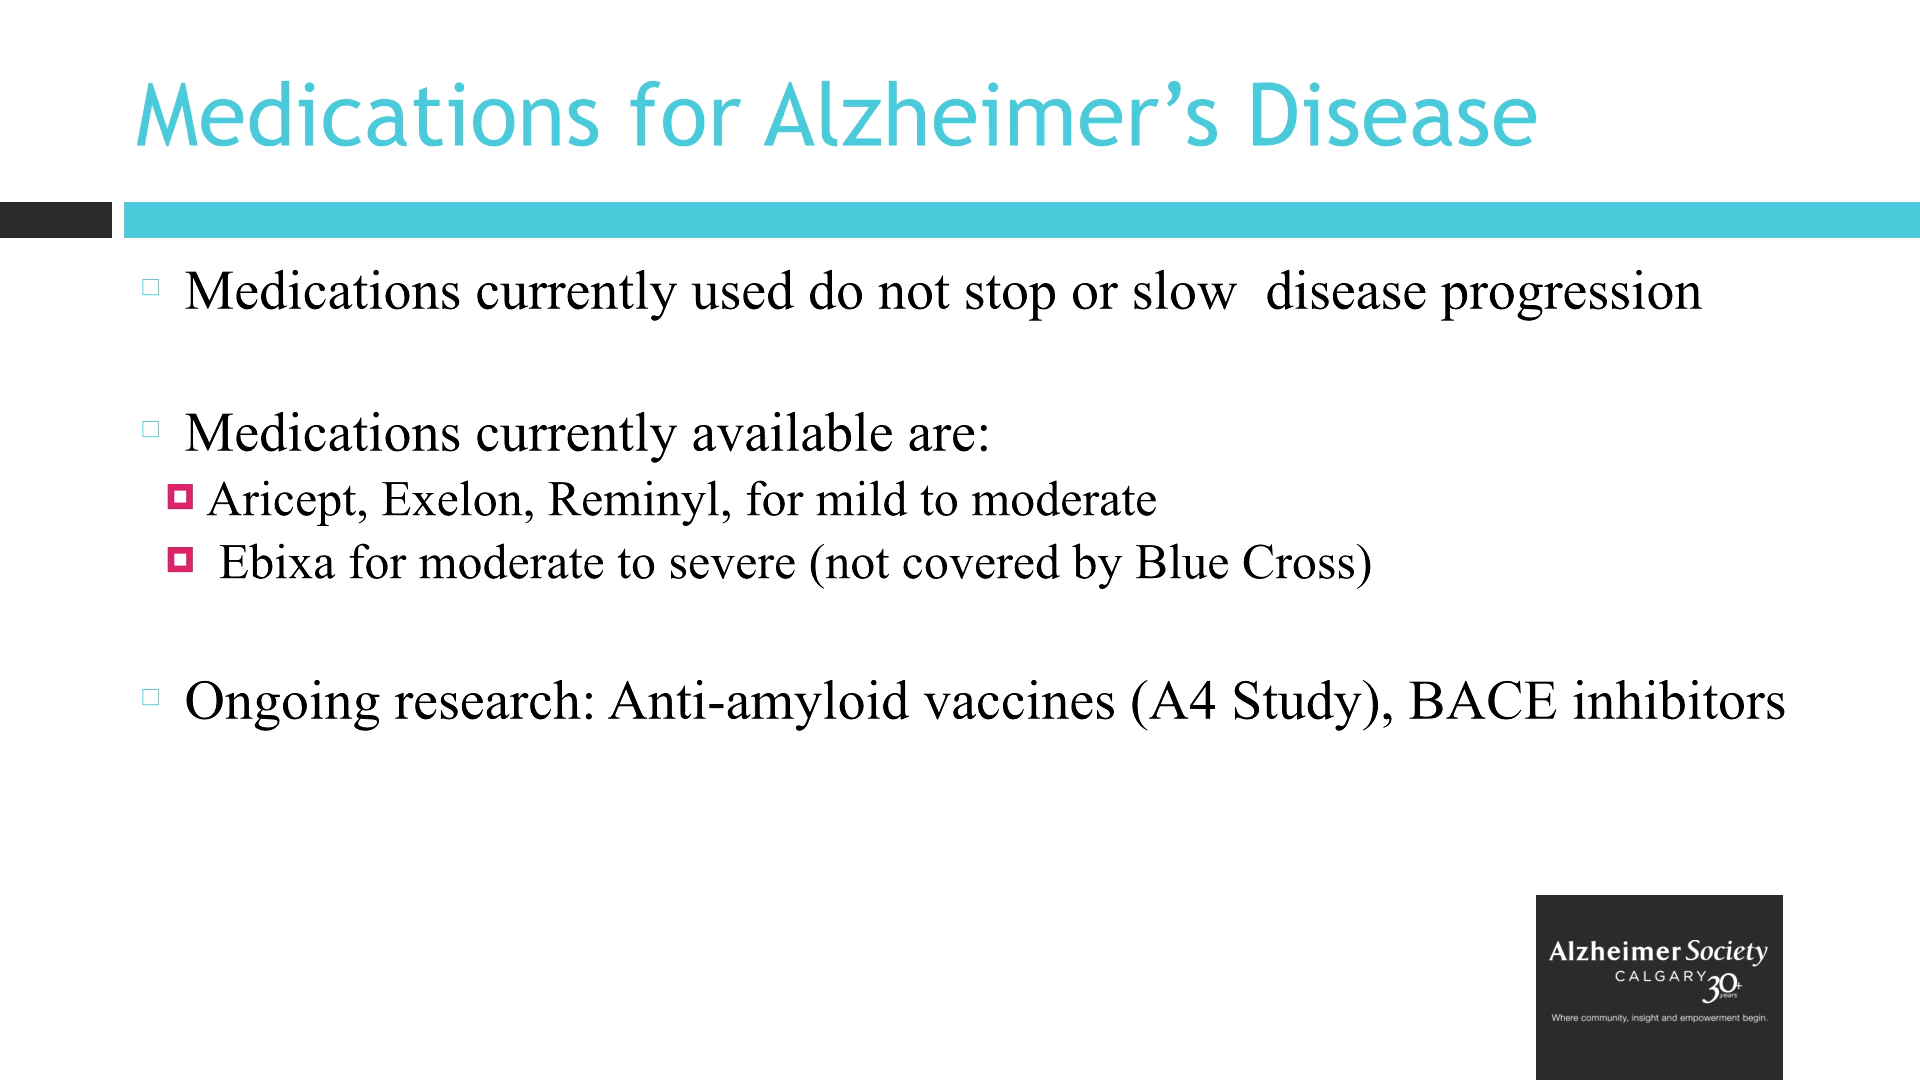 Medications for Alzheimer’s Disease
Medications currently used do not stop or slow  disease progression
Medications currently available are:
Aricept, Exelon, Reminyl, for mild to moderate
Ebixa for moderate to severe (not covered by Blue Cross)
Ongoing research: Anti-amyloid vaccines (A4 Study), BACE inhibitors
Alzheimer Society
CALGARY 30+
years
Where community, insight and empowerment begin.